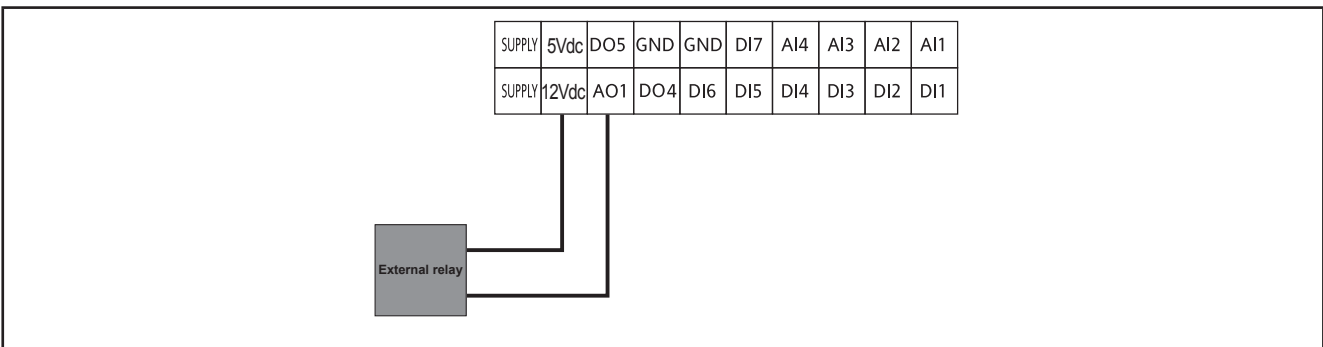 SUPPLY 5Vdc DO5 GND GND DI7 AI4 AI3 AI2 AI1
SUPPLY 12Vdc AO1 DO4 DI6 DI5 DI4 DI3 DI2 DI1
External relay